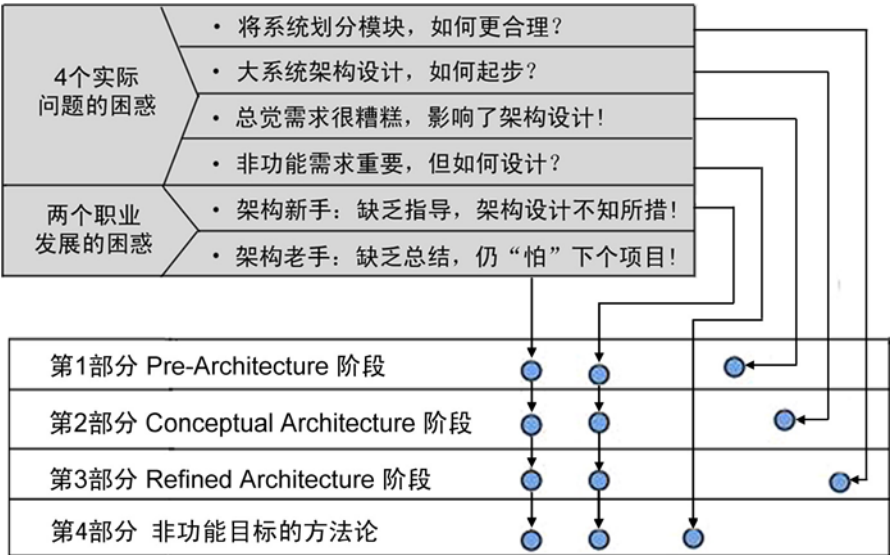 4个实际
问题的困惑
· 将系统划分模块，如何更合理？
· 大系统架构设计，如何起步？
· 总觉需求很糟糕，影响了架构设计！
· 非功能需求重要，但如何设计？
两个职业
发展的困惑
· 架构新手：缺乏指导，架构设计不知所措！
· 架构老手：缺乏总结，仍“怕”下个项目！
第1部分 Pre-Architecture 阶段
第2部分 Conceptual Architecture 阶段
第3部分 Refined Architecture 阶段
第4部分 非功能目标的方法论